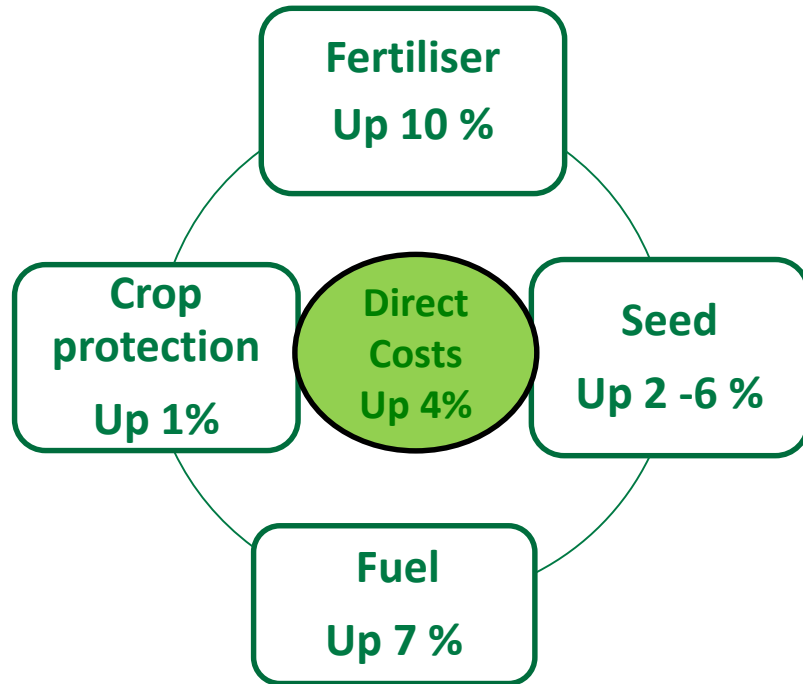 Fertiliser
Up 10 %
Crop
protection
Up 1%
Direct
Costs
Up 4%
Seed
Up 2 -6 %
Fuel
Up 7 %